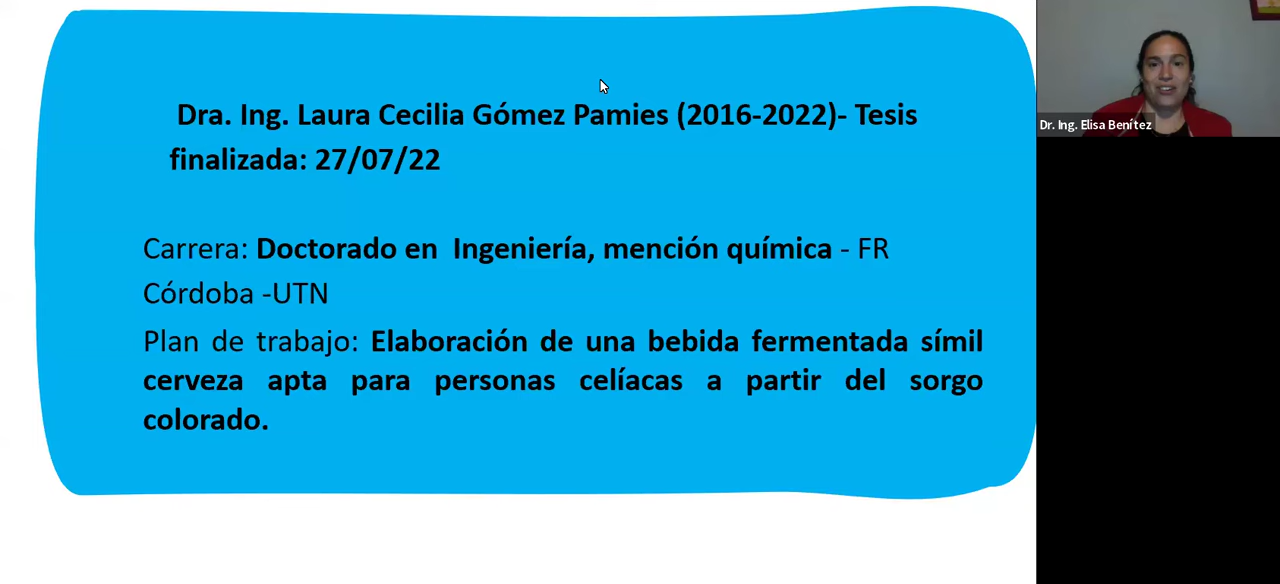 Dra. Ing. Laura Cecilia Gómez Pamies (2016-2022)- Tesis
finalizada: 27/07/22
Carrera: Doctorado en Ingeniería, mención química - FR
Córdoba -UTN
Plan de trabajo: Elaboración de una bebida fermentada símil
cerveza apta para personas celíacas a partir del sorgo
colorado.
Dr. Ing. Elisa Benítez